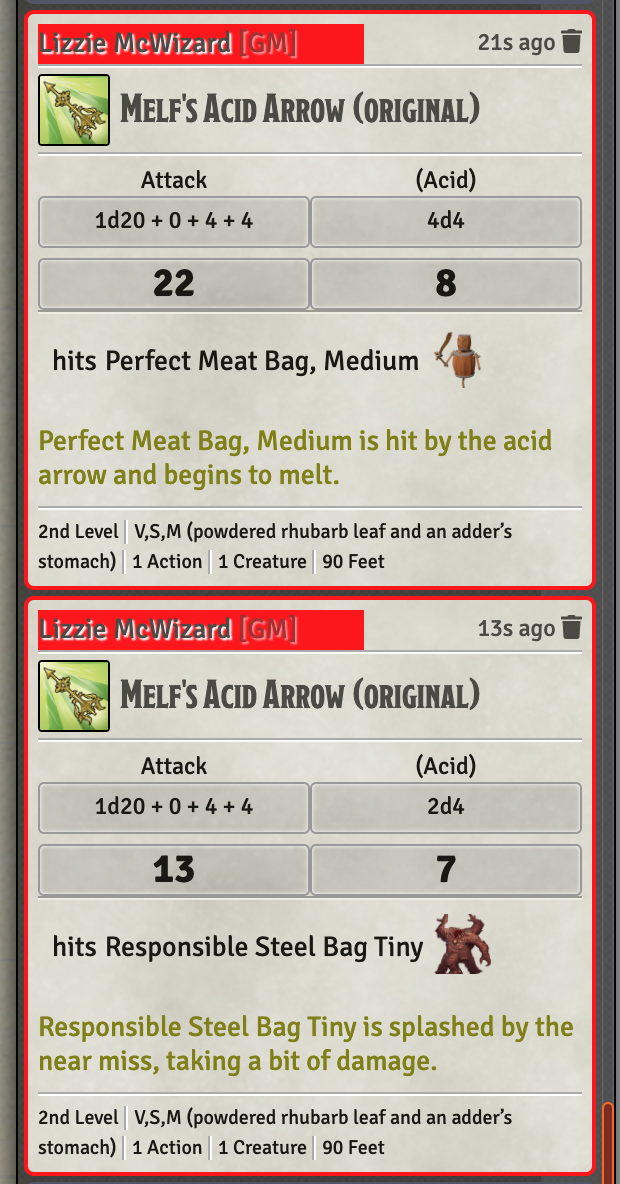 Lizzie McWizard [GM] 21s ago
Melf's Acid Arrow (original)
Attack (Acid)
1d20 + 0 + 4 + 4 4d4
22 8
hits Perfect Meat Bag, Medium
Perfect Meat Bag, Medium is hit by the acid
arrow and begins to melt.
2nd Level | V,S,M (powdered rhubarb leaf and an adder’s
stomach) | 1 Action | 1 Creature | 90 Feet
Lizzie McWizard [GM] 13s ago
Melf's Acid Arrow (original)
Attack (Acid)
1d20 + 0 + 4 + 4 2d4
13 7
hits Responsible Steel Bag Tiny
Responsible Steel Bag Tiny is splashed by the
near miss, taking a bit of damage.
2nd Level | V,S,M (powdered rhubarb leaf and an adder’s
stomach) | 1 Action | 1 Creature | 90 Feet